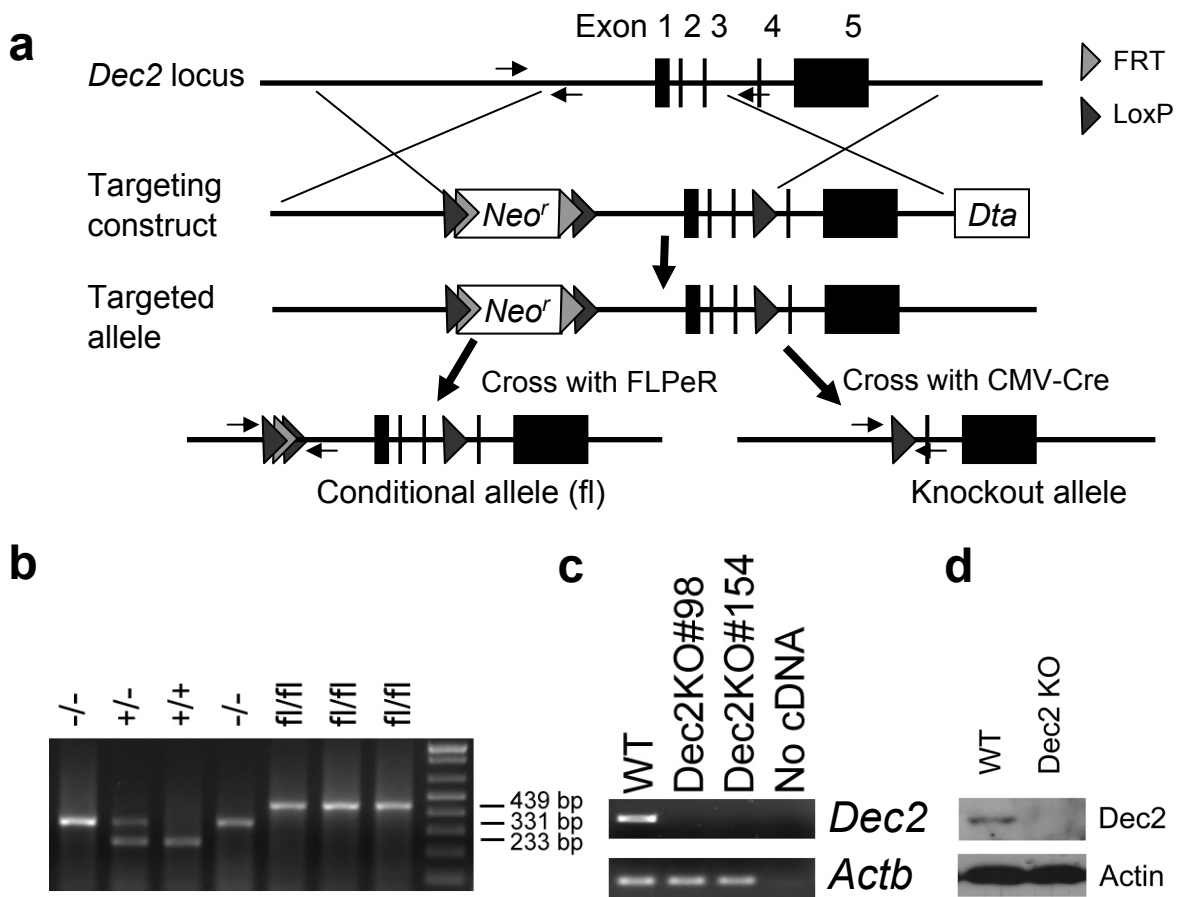 a
Exon 1 2 3 4 5
Dec2 locus
FRT
LoxP
Targeting
construct
Neoʳ
Dta
Targeted
allele
Neoʳ
Cross with FLPeR
Cross with CMV-Cre
Conditional allele (fl)
Knockout allele
b
-/- +/- +/+ -/- fl/fl fl/fl fl/fl
439 bp
331 bp
233 bp
c
WT Dec2KO#98 Dec2KO#154 No cDNA
Dec2
Actb
d
WT Dec2 KO
Dec2
Actin